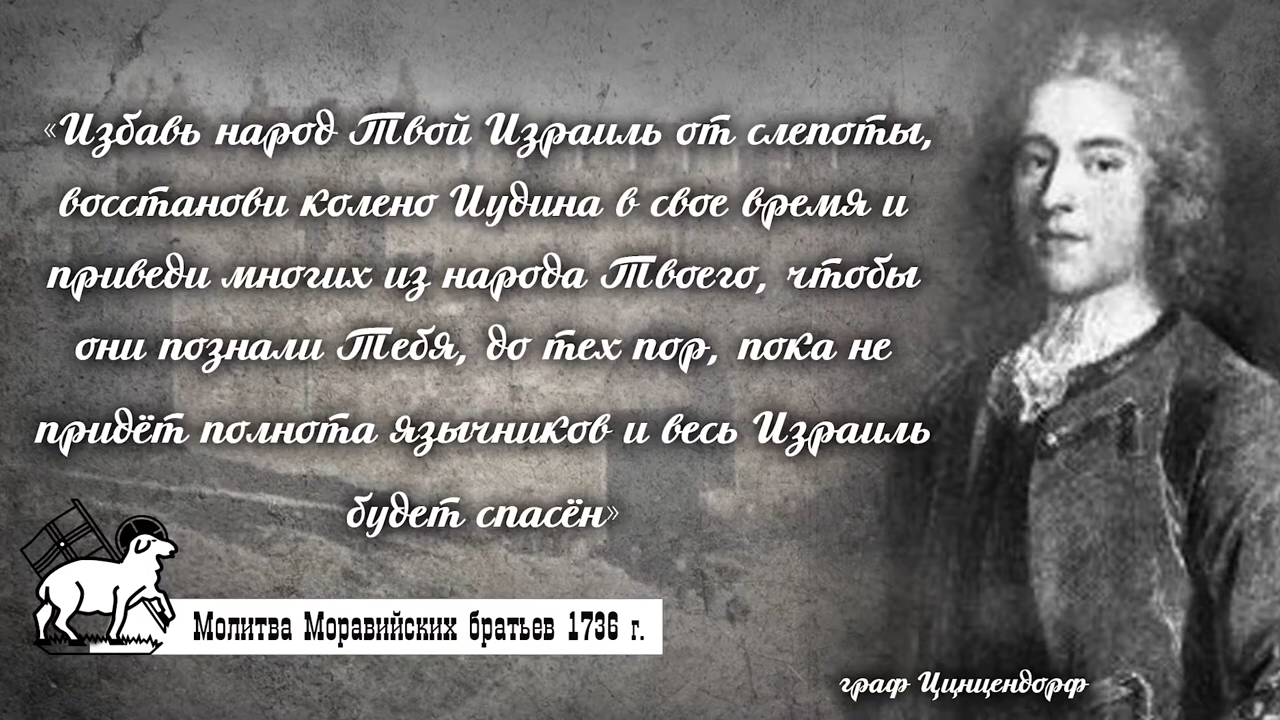 «Избавь народ Твой Израиль от слепоты,
восстанови колено Иудина в свое время и
приведи многих из народа Твоего, чтобы
они познали Тебя, до тех пор, пока не
придёт полнота язычников и весь Израиль
будет спасён»
Молитва Моравийских братьев 1736 г.
граф Ццнцендорф